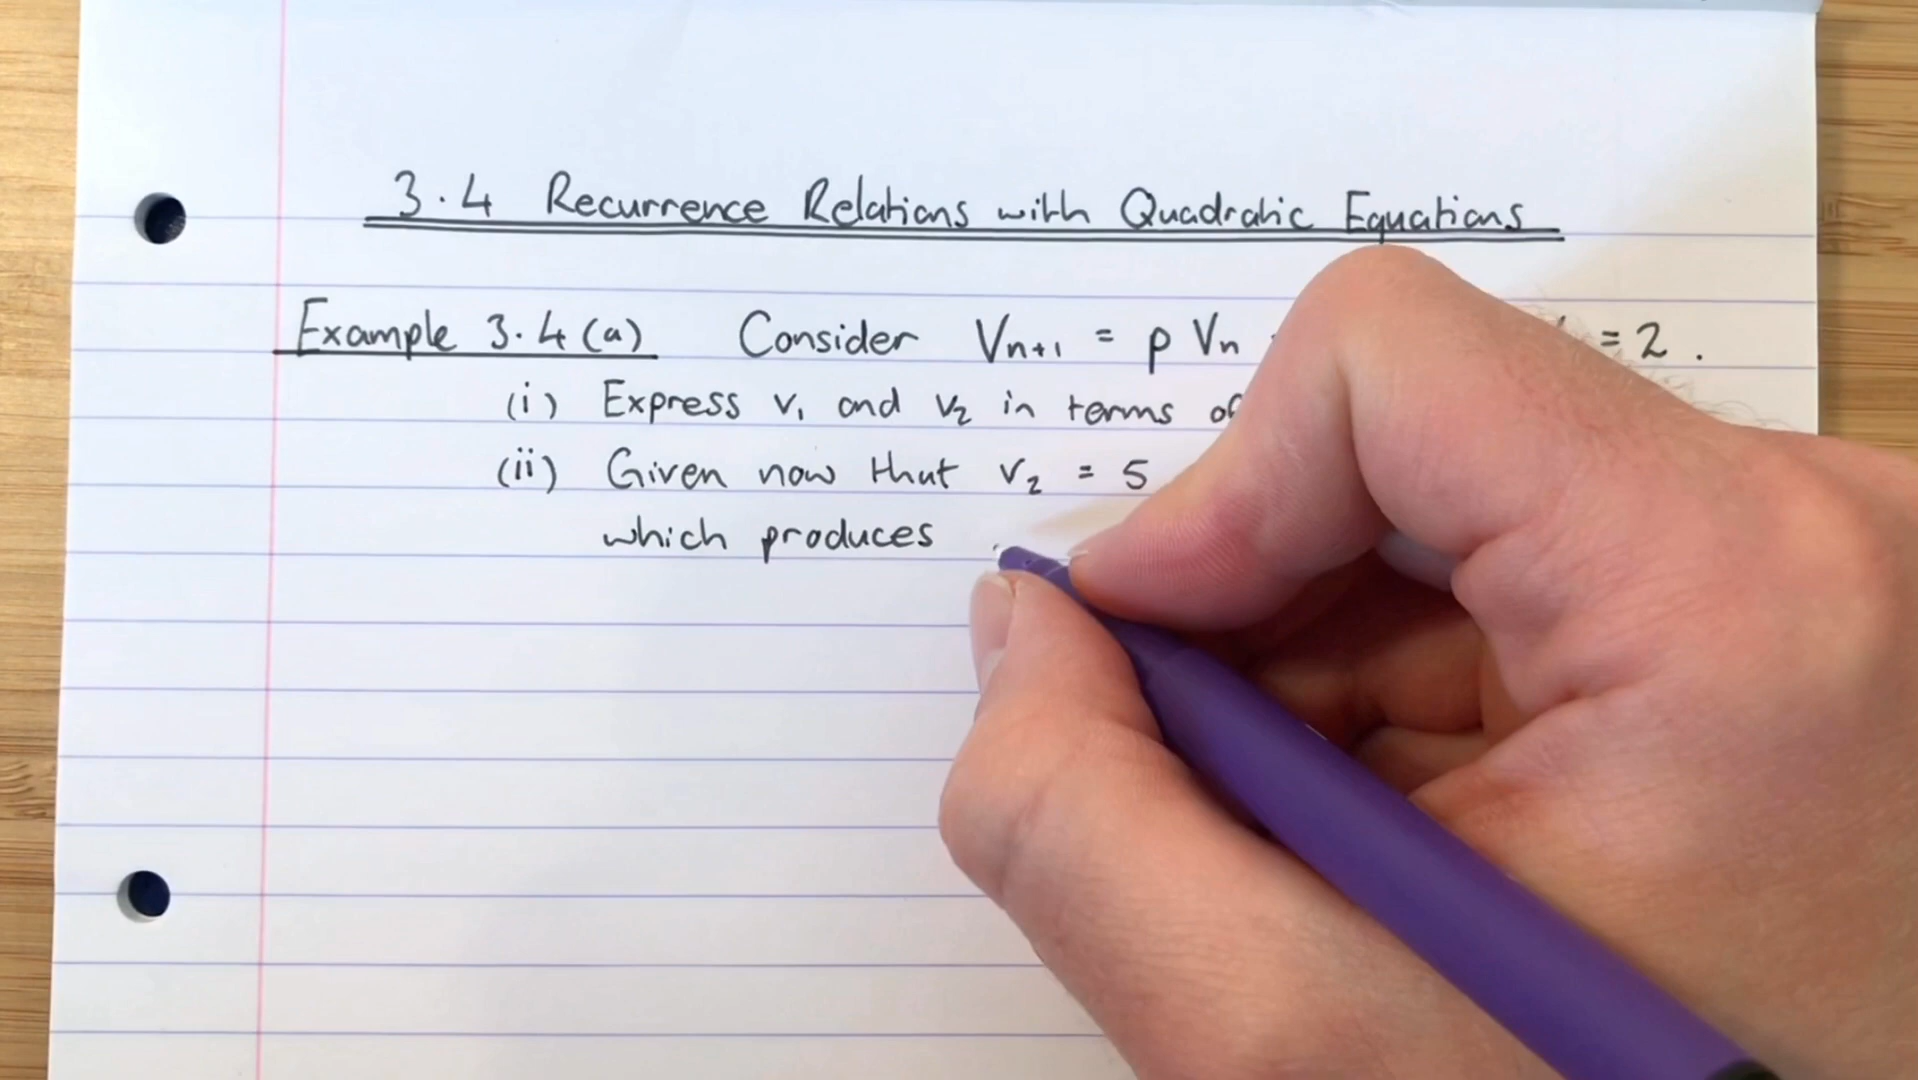 3.4 Recurrence Relations with Quadratic Equations
Example 3.4 (a) Consider Vn+1 = p Vn = 2 .
(i) Express v₁ and v₂ in terms of
(ii) Given now that v₂ = 5
which produces